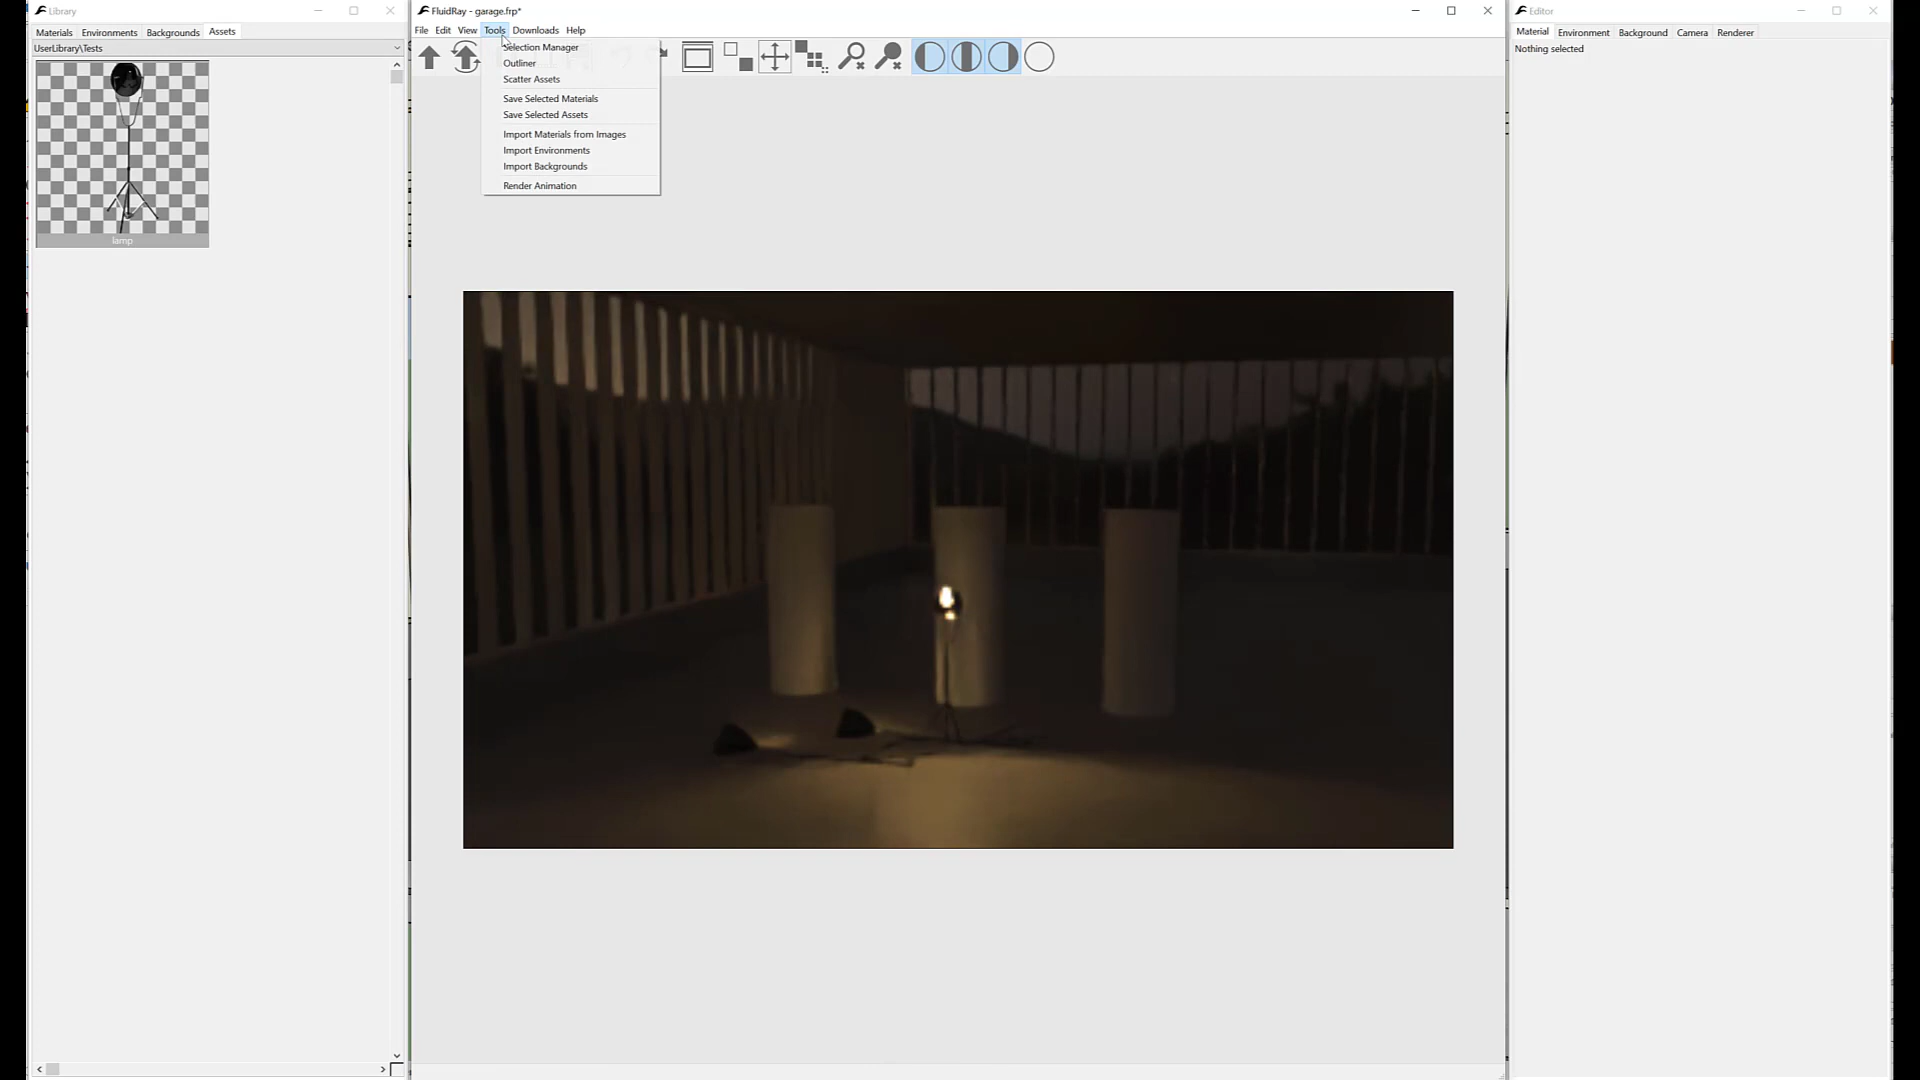 Library
Materials Environments Backgrounds Assets
UserLibrary\Tests
lamp
FluidRay - garage.frp*
File Edit View Tools Downloads Help
Selection Manager
Outliner
Scatter Assets
Save Selected Materials
Save Selected Assets
Import Materials from Images
Import Environments
Import Backgrounds
Render Animation
Editor
Material Environment Background Camera Renderer
Nothing selected